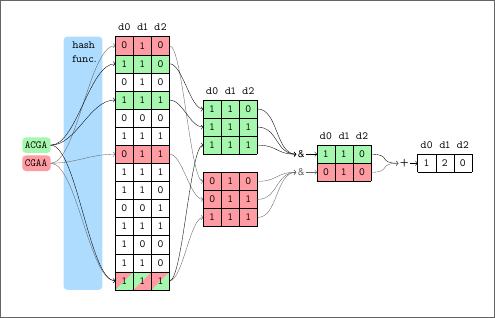 d0 d1 d2
hash
func.
0 1 0
1 1 0
0 1 0
1 1 1
0 0 0
1 1 1
0 1 1
1 1 1
1 1 0
0 0 1
1 1 1
1 0 0
1 1 0
1 1 1
ACGA
CGAA
d0 d1 d2
1 1 0
1 1 1
1 1 1
0 1 0
0 1 1
1 1 1
&
&
d0 d1 d2
1 1 0
0 1 0
+
d0 d1 d2
1 2 0